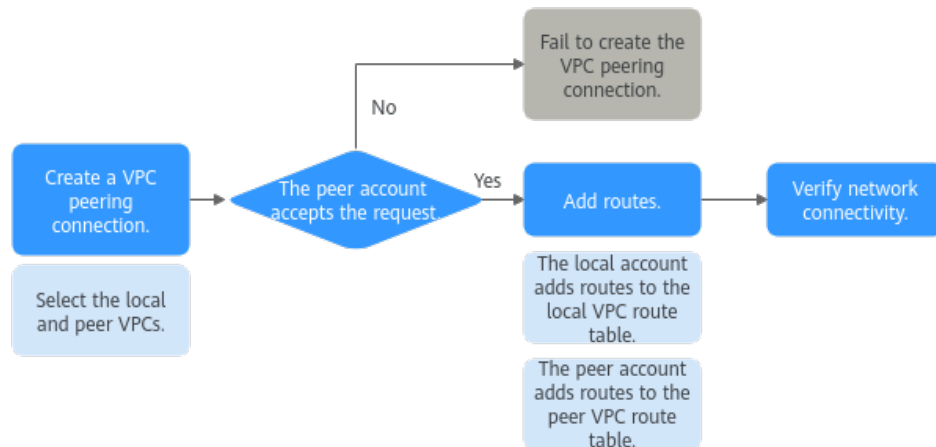 Fail to create the
VPC peering
connection.
No
Create a VPC
peering
connection.
The peer account
accepts the request.
Yes
Add routes.
Verify network
connectivity.
Select the local
and peer VPCs.
The local account
adds routes to the
local VPC route
table.
The peer account
adds routes to the
peer VPC route
table.